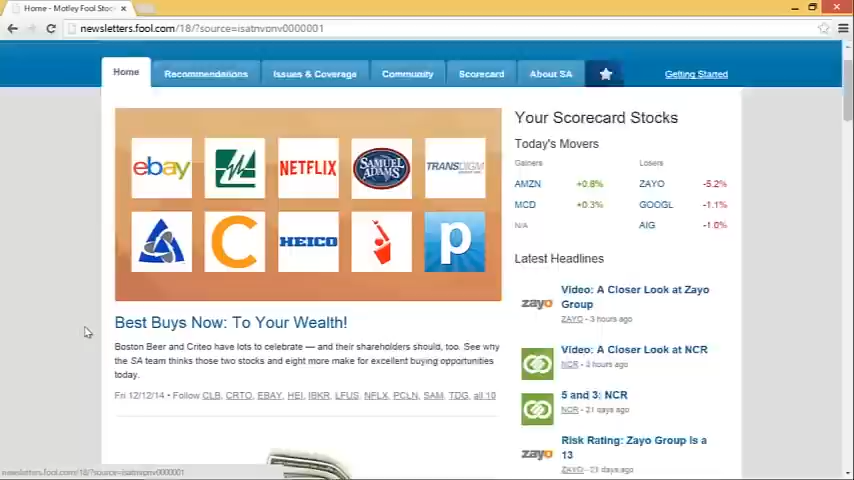 Home - Motley Fool Stoc
newsletters.fool.com/18/?source=isatnvpnv0000001
Home
Recommendations
Issues & Coverage
Community
Scorecard
About SA
Getting Started
ebay
NETFLIX
SAMUEL ADAMS
TRANSDIGM
C
HEICO
p
Best Buys Now: To Your Wealth!
Boston Beer and Criteo have lots to celebrate — and their shareholders should, too. See why
the SA team thinks those two stocks and eight more make for excellent buying opportunities
today.
Fri 12/12/14 • Follow CLB, CRTO, EBAY, HEI, IBKR, LFUS, NFLX, PCLN, SAM, TDG, all 10
Your Scorecard Stocks
Today's Movers
Gainers
Losers
AMZN +0.8% ZAYO -5.2%
MCD +0.3% GOOGL -1.1%
N/A AIG -1.0%
Latest Headlines
zayo
Video: A Closer Look at Zayo
Group
ZAYO - 3 hours ago
Video: A Closer Look at NCR
NCR - 3 hours ago
5 and 3: NCR
NCR - 21 days ago
zayo
Risk Rating: Zayo Group Is a
13
ZAYO - 21 days ago
newsletters.fool.com/18/?source=isatnvpnv0000001